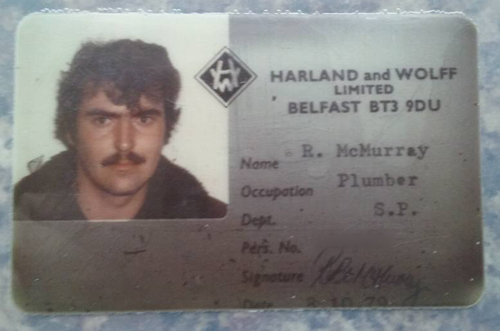 HARLAND and WOLFF
LIMITED
BELFAST BT3 9DU
Name R. McMurray
Occupation Plumber
Dept. S.P.
Pers. No.
Signature
Date 8.10.79